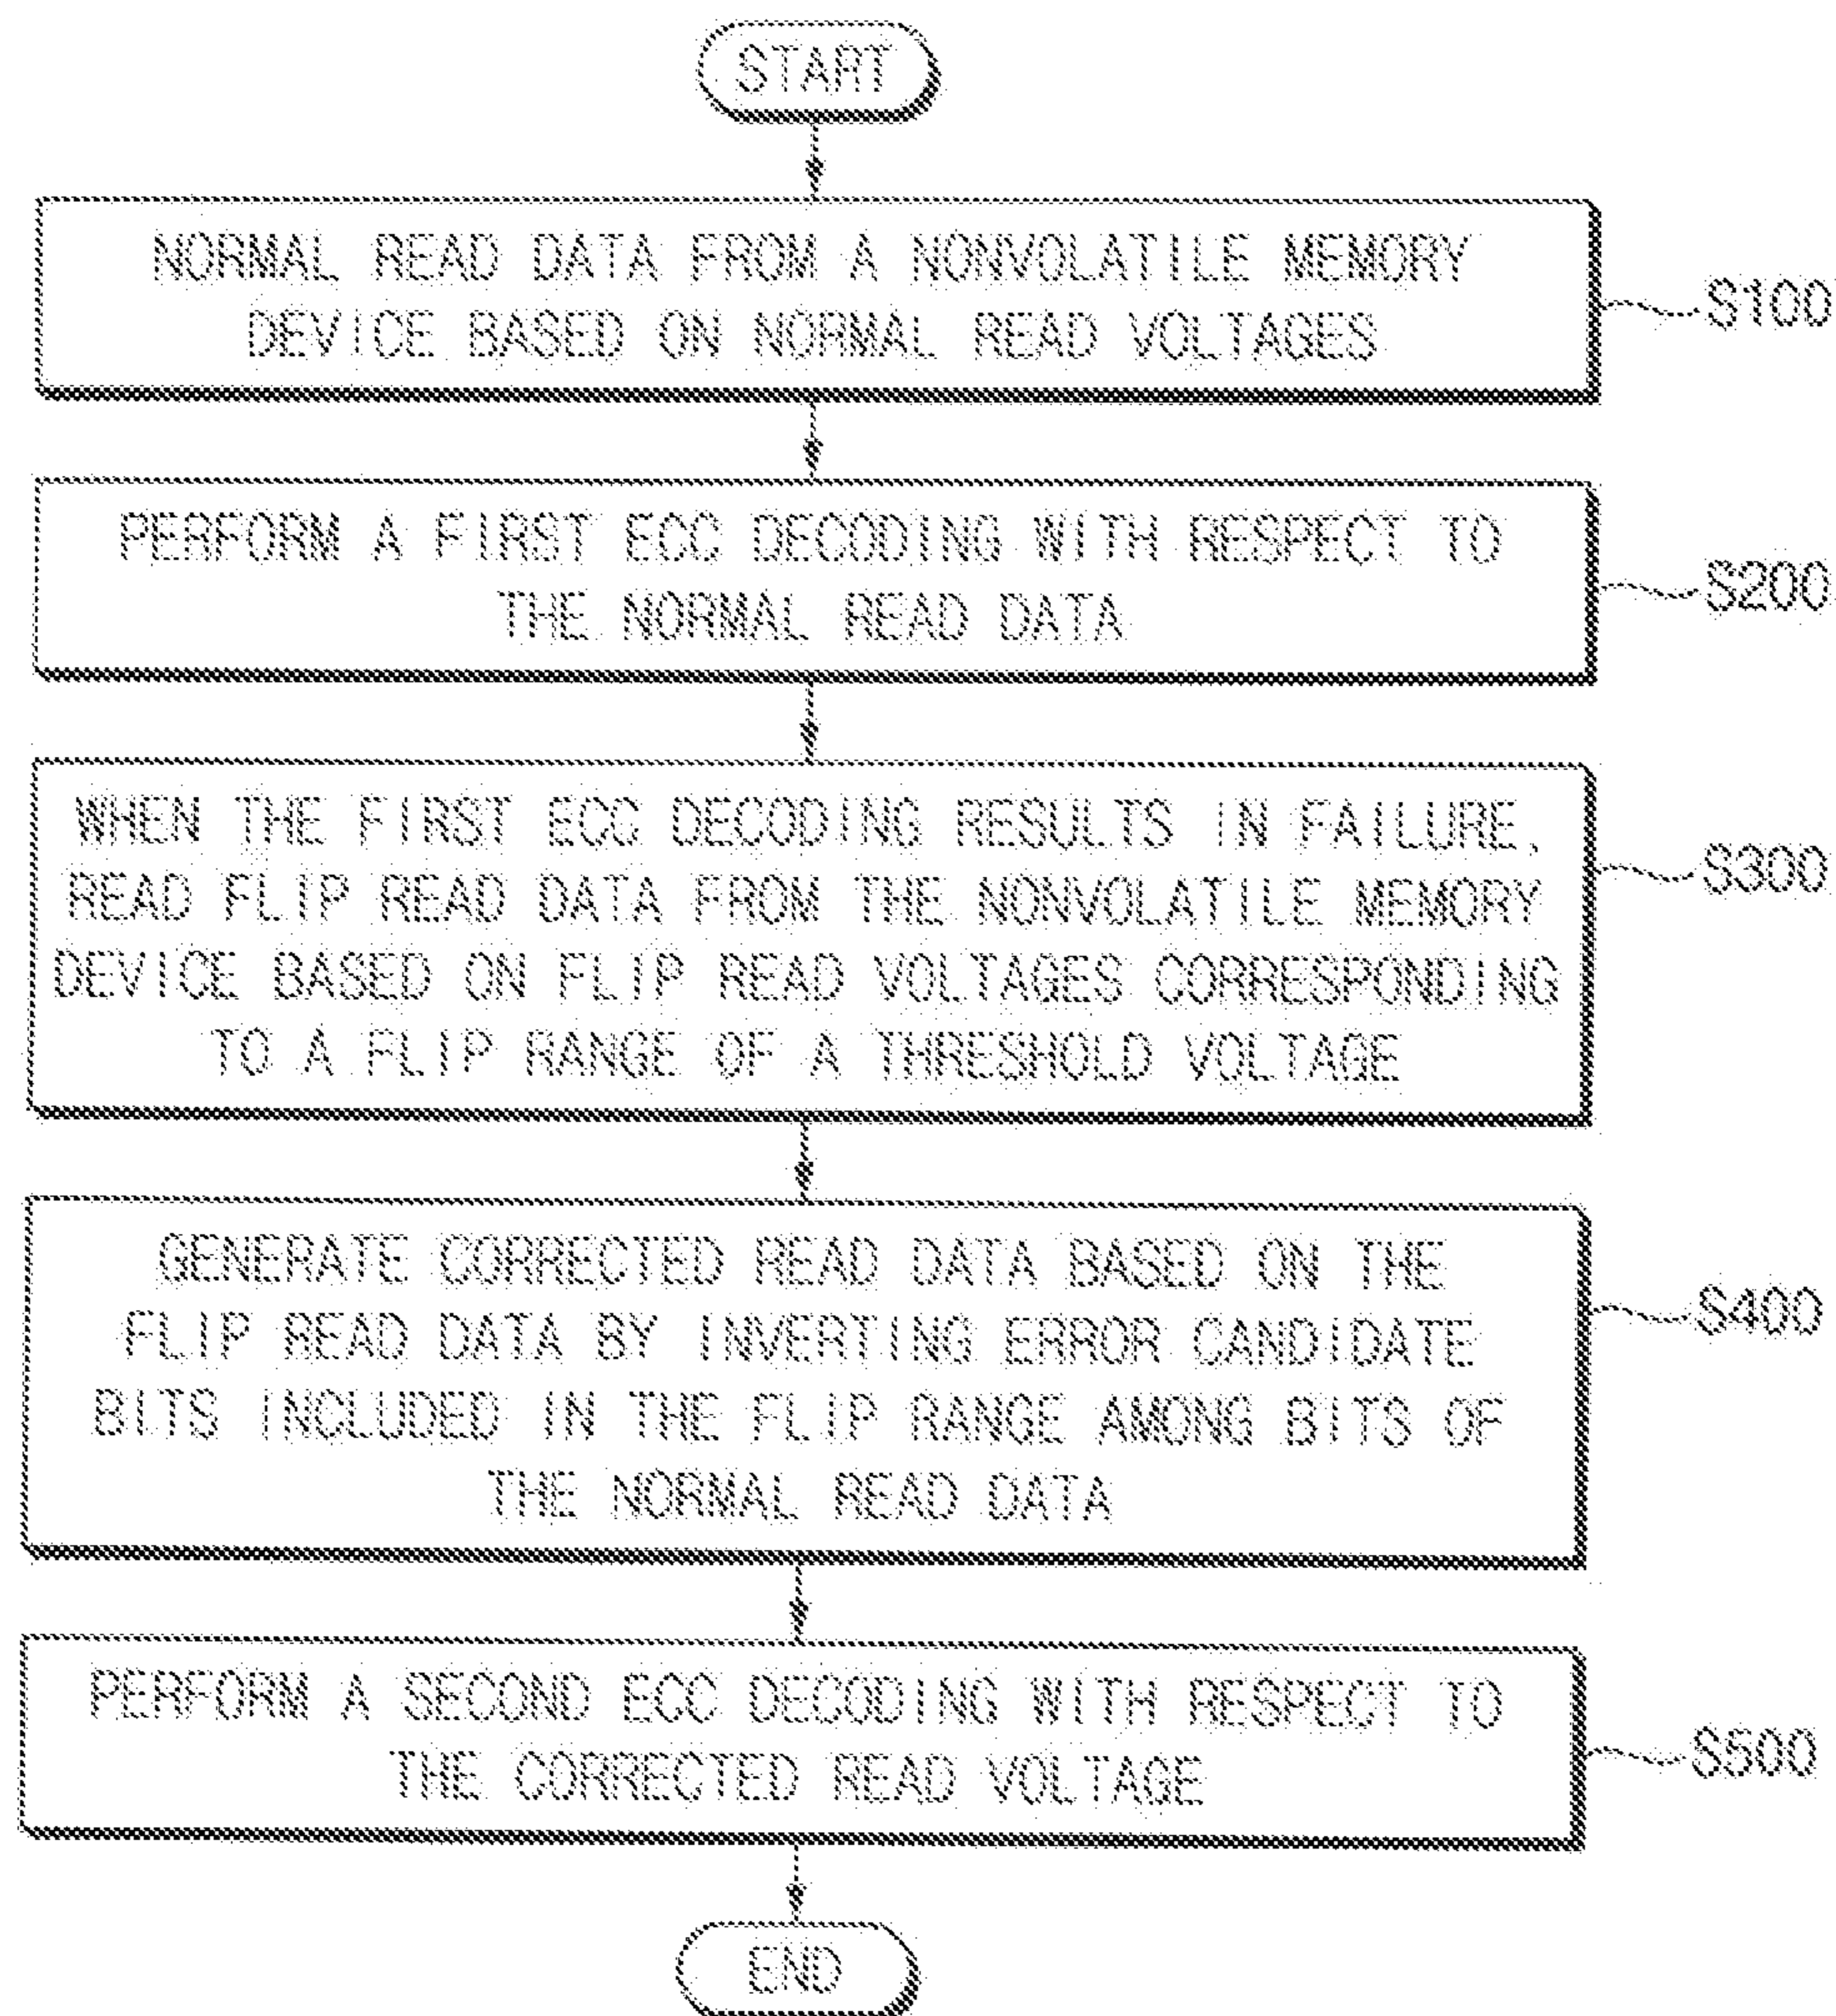 START
NORMAL READ DATA FROM A NONVOLATILE MEMORY
DEVICE BASED ON NORMAL READ VOLTAGES
S100
PERFORM A FIRST ECC DECODING WITH RESPECT TO
THE NORMAL READ DATA
S200
WHEN THE FIRST ECC DECODING RESULTS IN FAILURE,
READ FLIP READ DATA FROM THE NONVOLATILE MEMORY
DEVICE BASED ON FLIP READ VOLTAGES CORRESPONDING
TO A FLIP RANGE OF A THRESHOLD VOLTAGE
S300
GENERATE CORRECTED READ DATA BASED ON THE
FLIP READ DATA BY INVERTING ERROR CANDIDATE
BITS INCLUDED IN THE FLIP RANGE AMONG BITS OF
THE NORMAL READ DATA
S400
PERFORM A SECOND ECC DECODING WITH RESPECT TO
THE CORRECTED READ VOLTAGE
S500
END